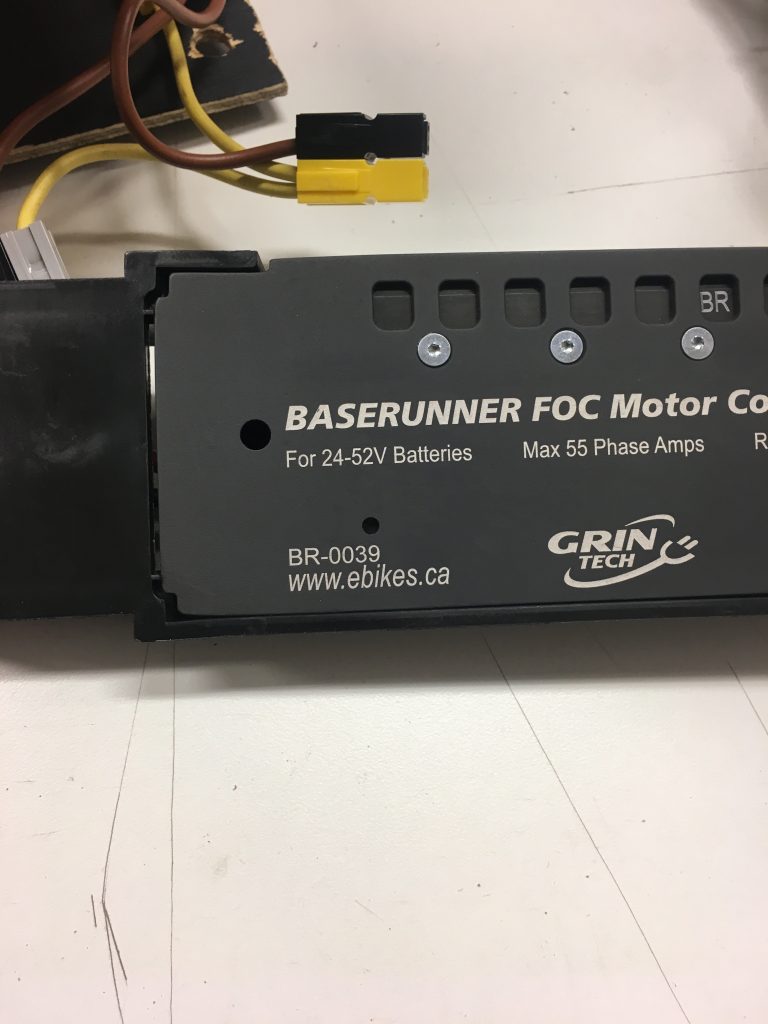 BR
BASERUNNER FOC Motor Co
For 24-52V Batteries Max 55 Phase Amps R
BR-0039
www.ebikes.ca
GRIN
TECH